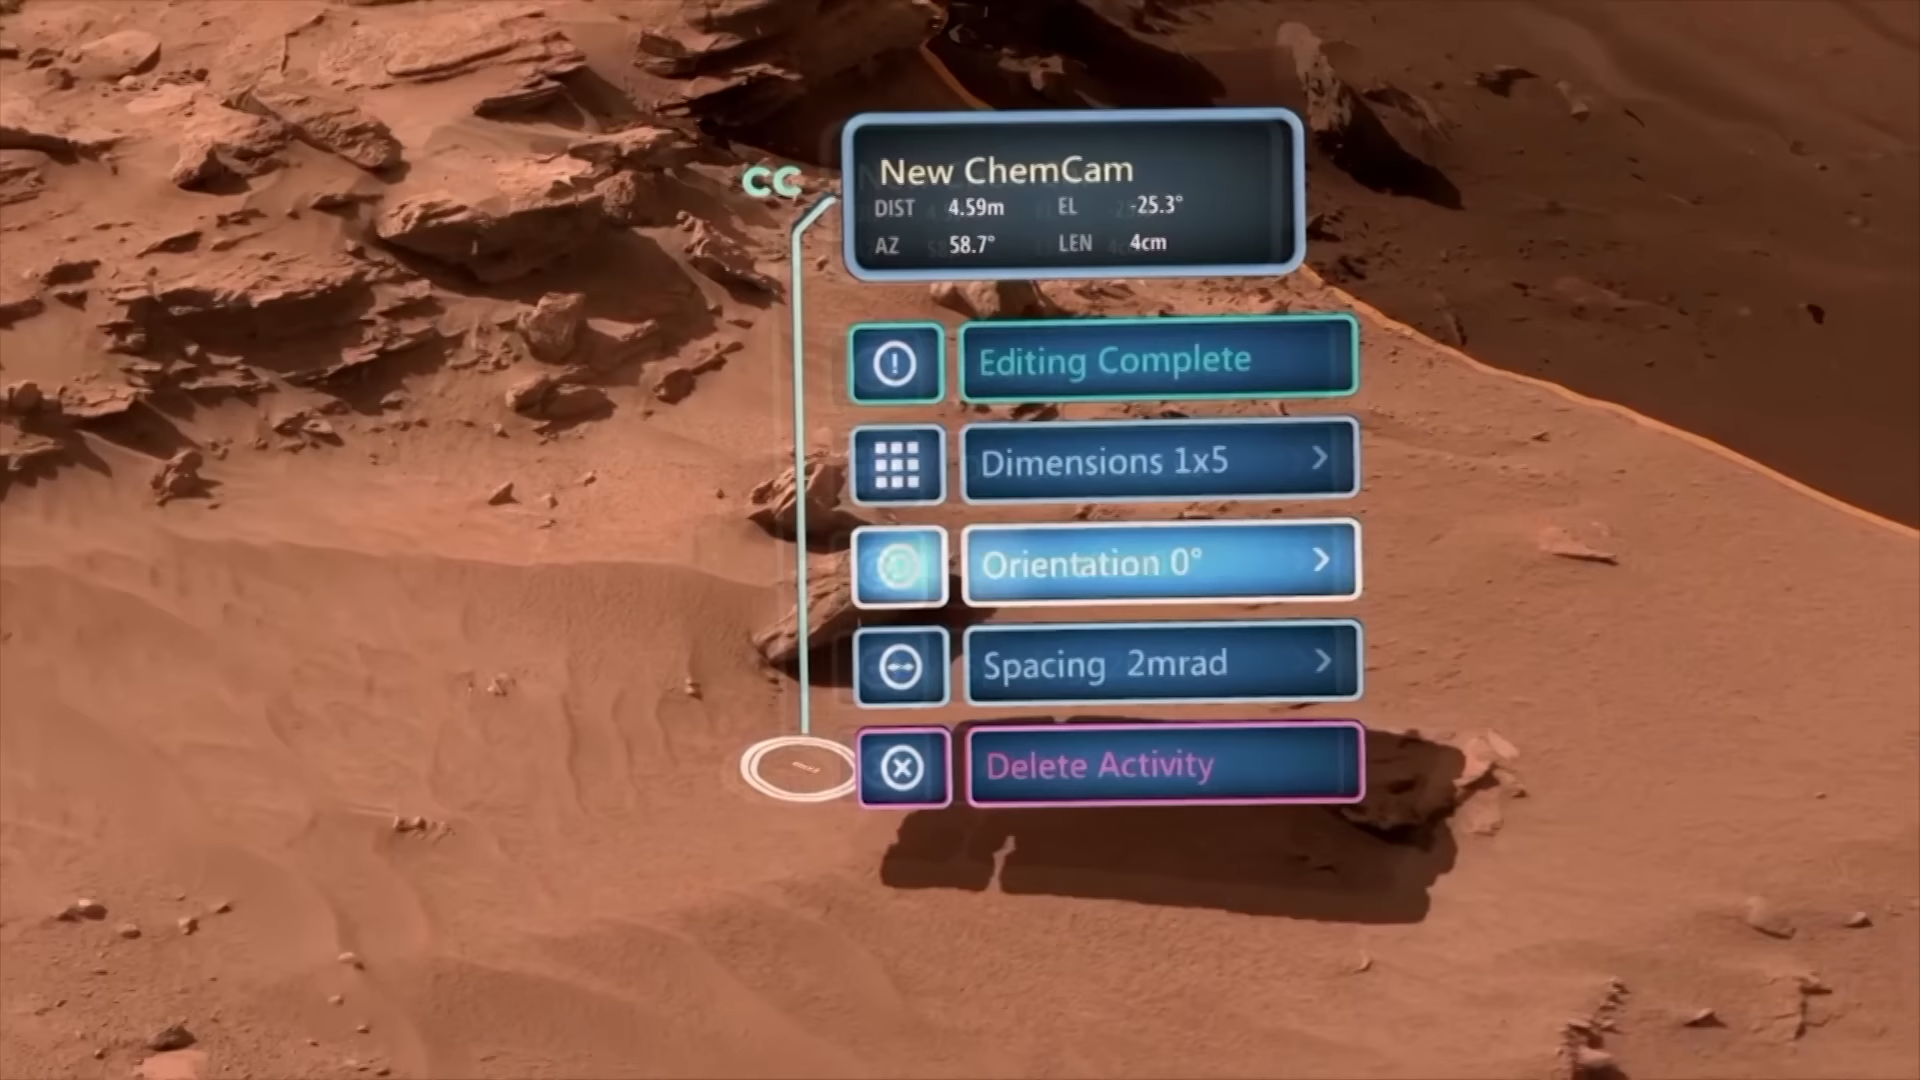 CC
New ChemCam
DIST 4.59m EL -25.3°
AZ 58.7° LEN 4cm
Editing Complete
Dimensions 1x5
Orientation 0°
Spacing 2mrad
Delete Activity